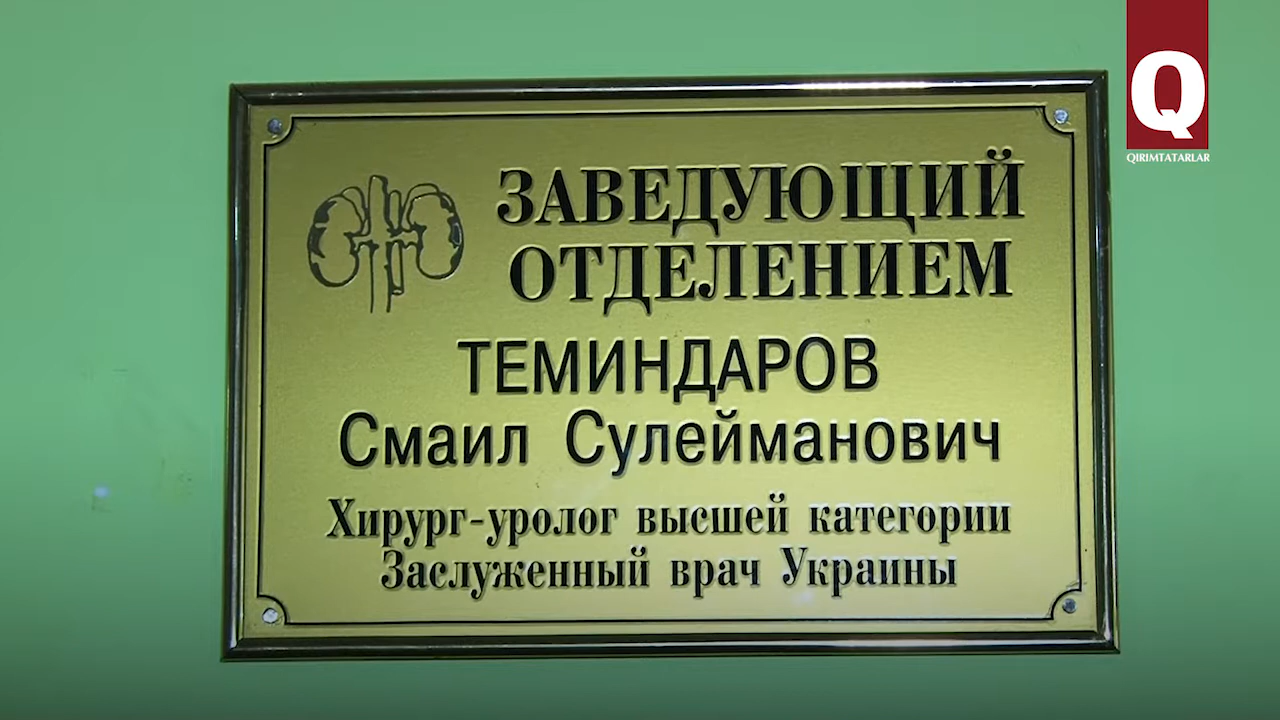 Q
QIRIMTATARLAR
ЗАВЕДУЮЩИЙ
ОТДЕЛЕНИЕМ
ТЕМИНДАРОВ
Смаил Сулейманович
Хирург-уролог высшей категории
Заслуженный врач Украины